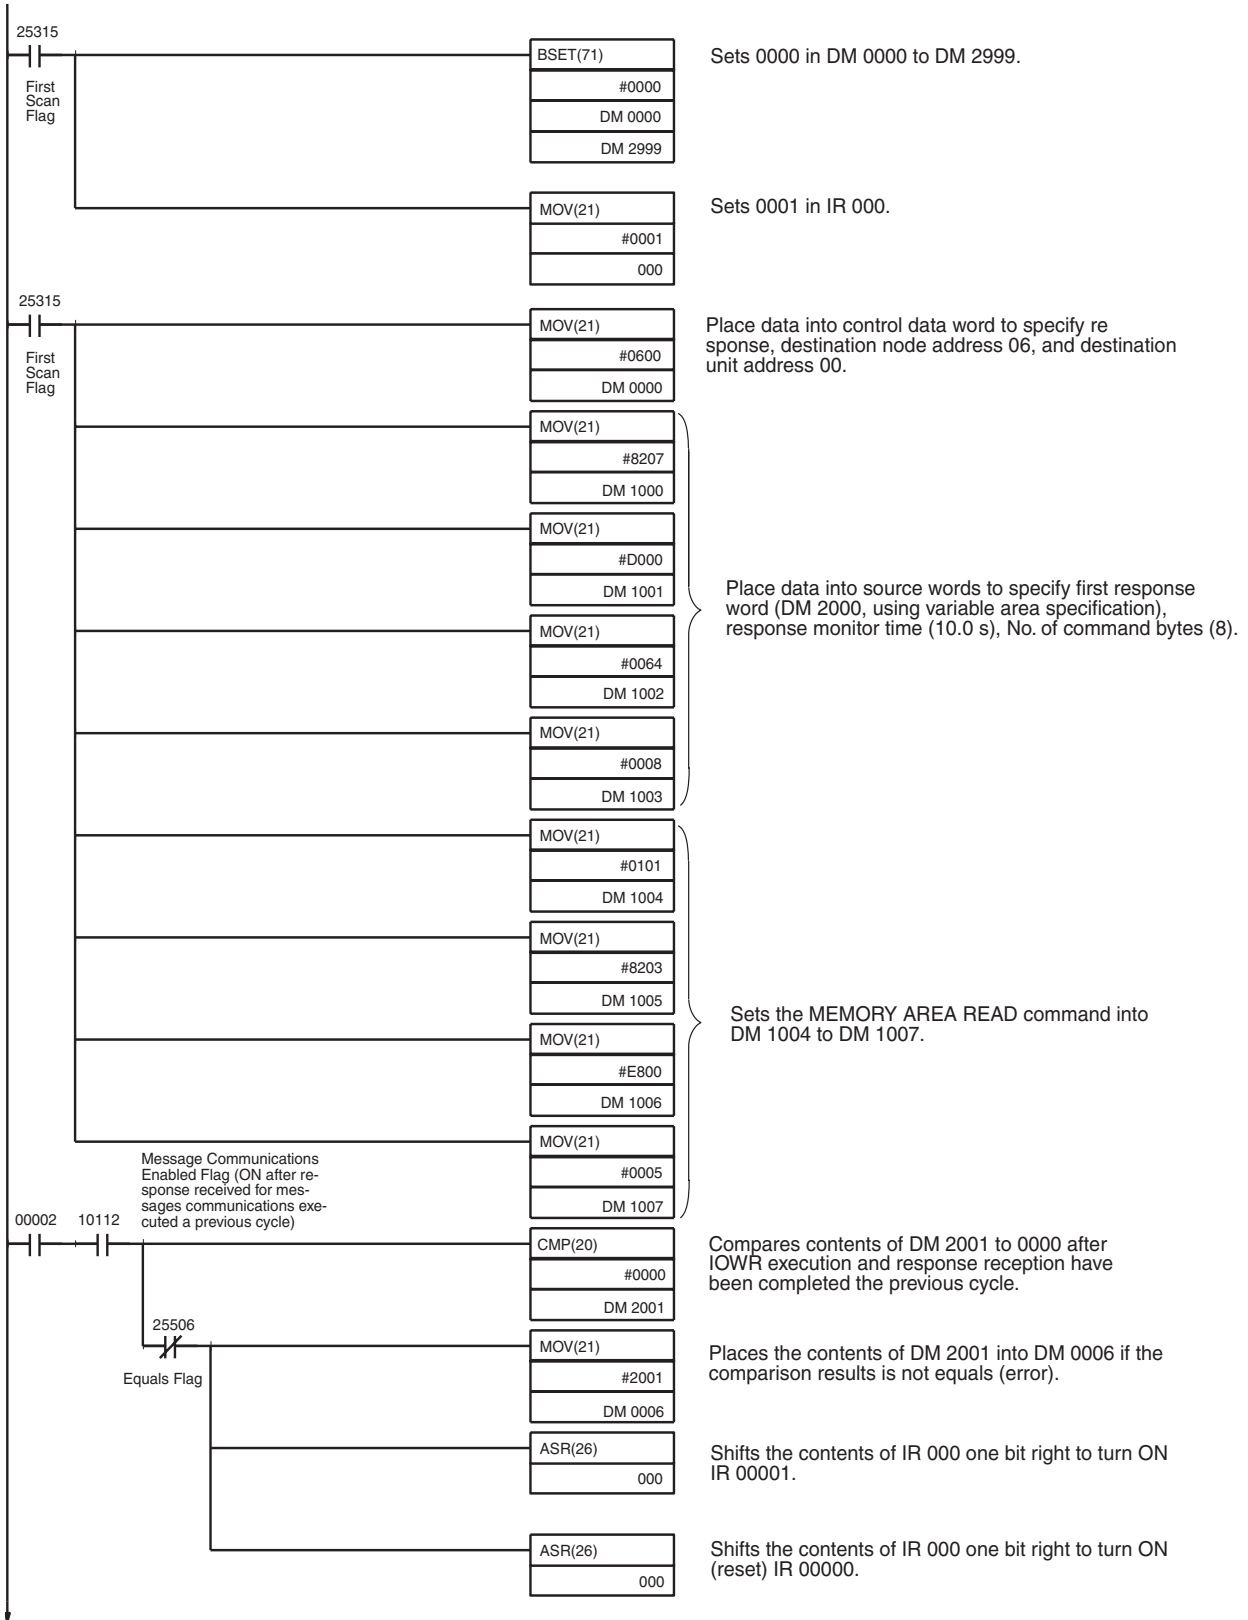 25315
First
Scan
Flag
BSET(71)
#0000
DM 0000
DM 2999
Sets 0000 in DM 0000 to DM 2999.
MOV(21)
#0001
000
Sets 0001 in IR 000.
25315
First
Scan
Flag
MOV(21)
#0600
DM 0000
Place data into control data word to specify re
sponse, destination node address 06, and destination
unit address 00.
MOV(21)
#8207
DM 1000
MOV(21)
#D000
DM 1001
MOV(21)
#0064
DM 1002
MOV(21)
#0008
DM 1003
Place data into source words to specify first response
word (DM 2000, using variable area specification),
response monitor time (10.0 s), No. of command bytes (8).
MOV(21)
#0101
DM 1004
MOV(21)
#8203
DM 1005
MOV(21)
#E800
DM 1006
MOV(21)
#0005
DM 1007
Sets the MEMORY AREA READ command into
DM 1004 to DM 1007.
Message Communications
Enabled Flag (ON after re-
sponse received for mes-
sages communications exe-
cuted a previous cycle)
00002 10112
CMP(20)
#0000
DM 2001
Compares contents of DM 2001 to 0000 after
IOWR execution and response reception have
been completed the previous cycle.
25506
Equals Flag
MOV(21)
#2001
DM 0006
Places the contents of DM 2001 into DM 0006 if the
comparison results is not equals (error).
ASR(26)
000
Shifts the contents of IR 000 one bit right to turn ON
IR 00001.
ASR(26)
000
Shifts the contents of IR 000 one bit right to turn ON
(reset) IR 00000.